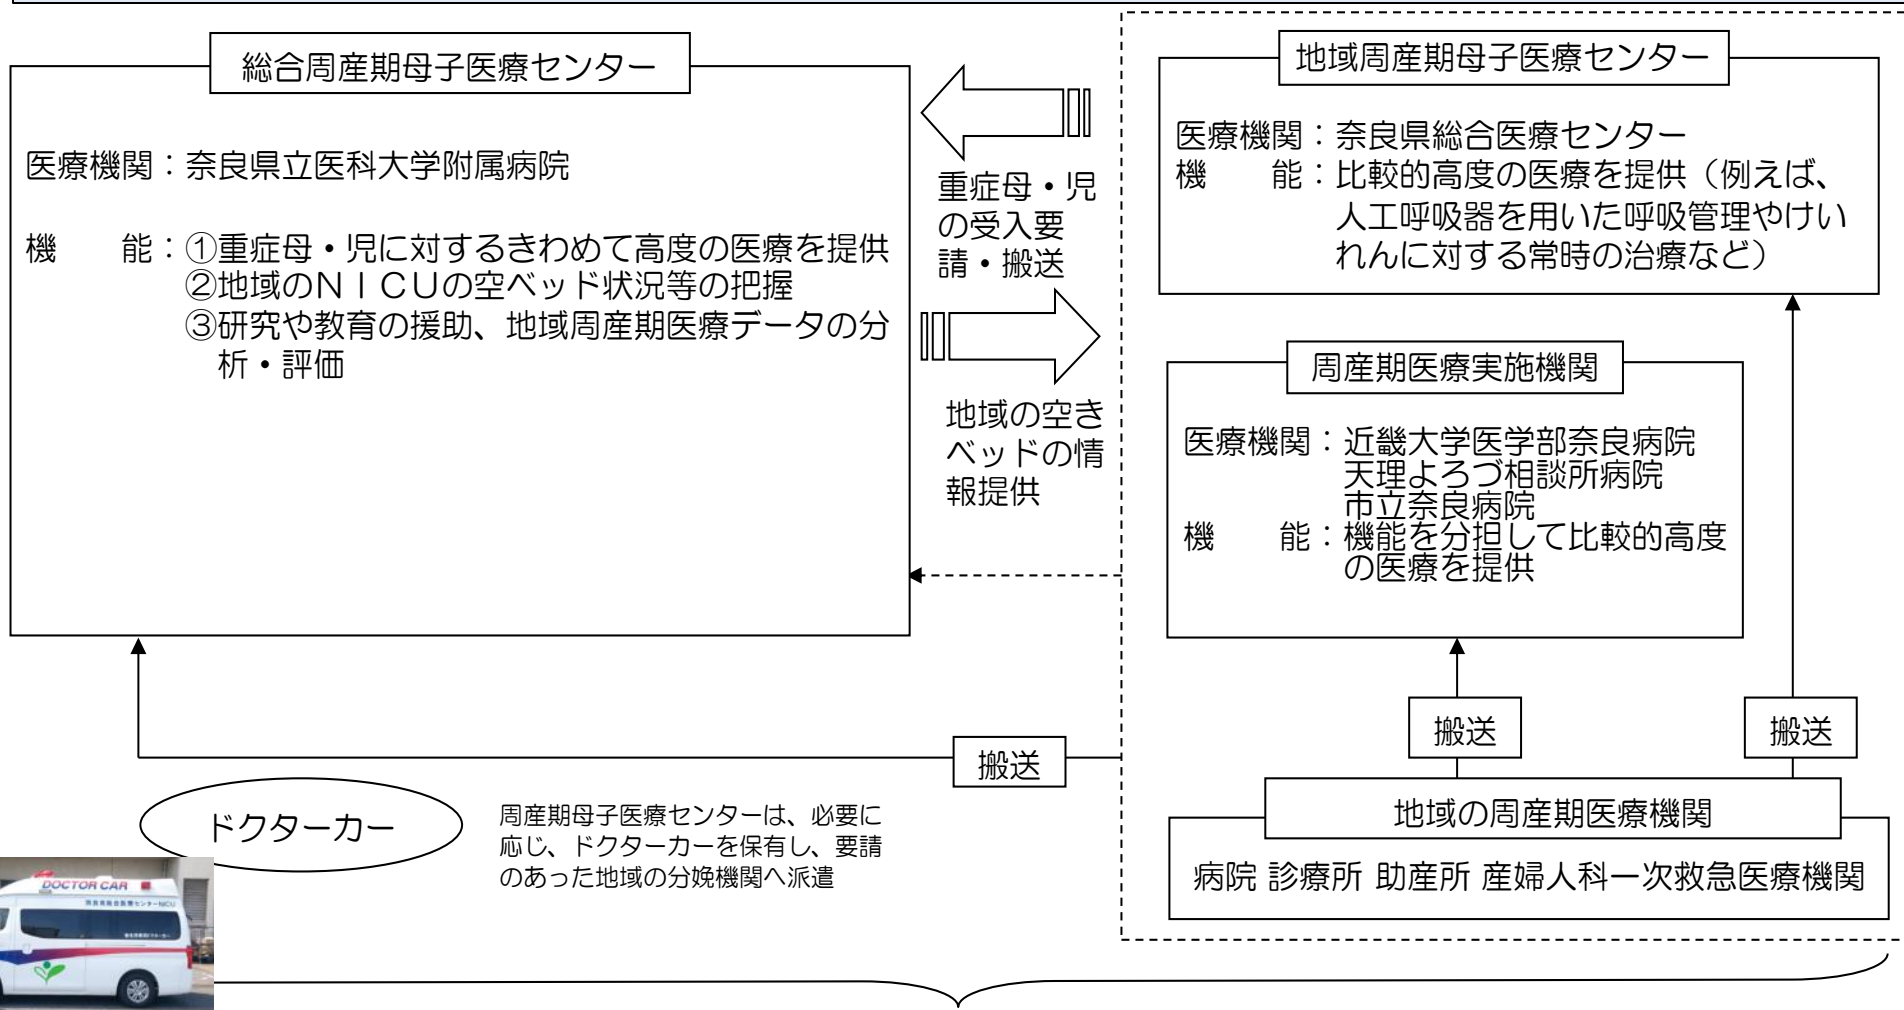 総合周産期母子医療センター
医療機関：奈良県立医科大学附属病院
機　　能：①重症母・児に対するきわめて高度の医療を提供
②地域のＮＩＣＵの空ベッド状況等の把握
③研究や教育の援助、地域周産期医療データの分
析・評価
重症母・児
の受入要
請・搬送
地域の空き
ベッドの情
報提供
地域周産期母子医療センター
医療機関：奈良県総合医療センター
機　　能：比較的高度の医療を提供（例えば、
人工呼吸器を用いた呼吸管理やけい
れんに対する常時の治療など）
周産期医療実施機関
医療機関：近畿大学医学部奈良病院
天理よろづ相談所病院
市立奈良病院
機　　能：機能を分担して比較的高度
の医療を提供
搬送
搬送
搬送
地域の周産期医療機関
病院 診療所 助産所 産婦人科一次救急医療機関
ドクターカー
周産期母子医療センターは、必要に
応じ、ドクターカーを保有し、要請
のあった地域の分娩機関へ派遣
DOCTOR CAR
奈良県総合医療センターNICU